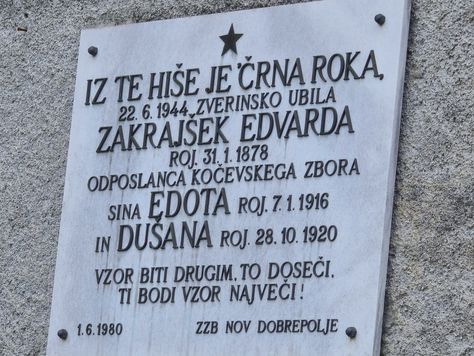 IZ TE HIŠE JE ČRNA ROKA,
22. 6. 1944 ZVERINSKO UBILA
ZAKRAJŠEK EDVARDA
ROJ. 31. 1. 1878
ODPOSLANCA KOČEVSKEGA ZBORA
SINA EDOTA ROJ. 7. 1. 1916
IN DUŠANA ROJ. 28. 10. 1920
VZOR BITI DRUGIM, TO DOSEČI,
TI BODI VZOR NAJVEČI!
1. 6. 1980 ZZB NOV DOBREPOLJE